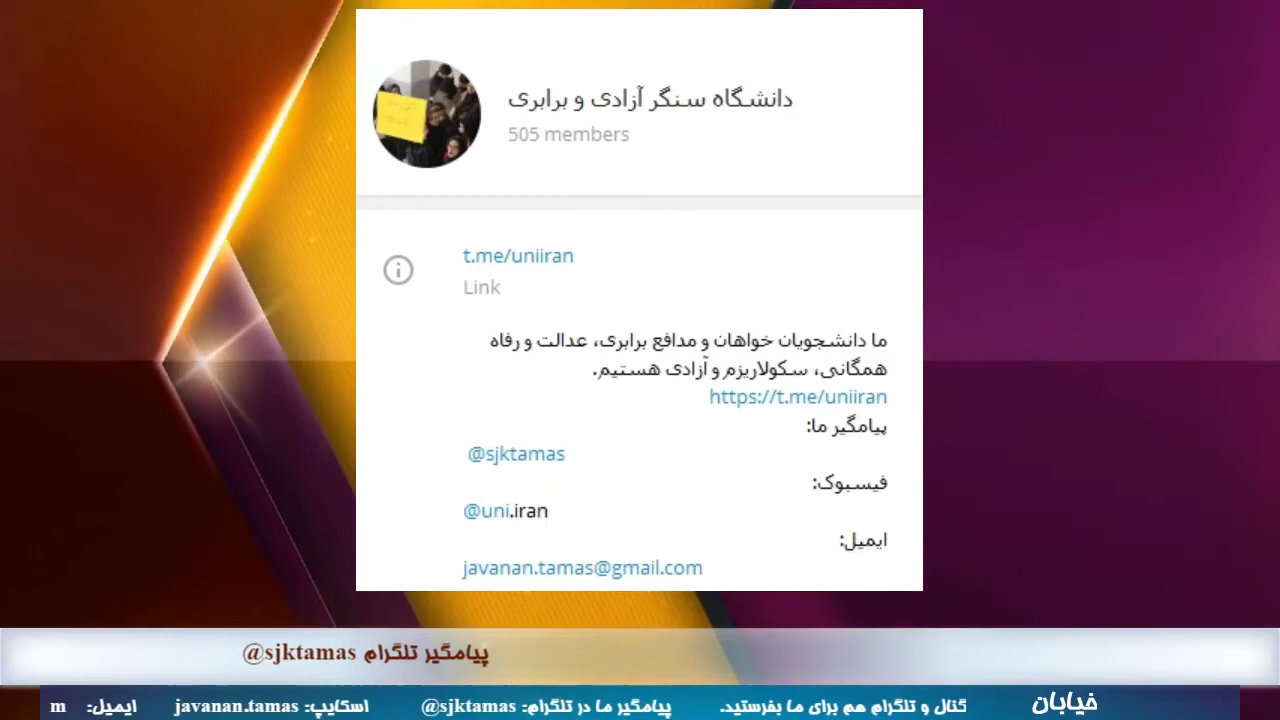 دانشگاه سنگر آزادی و برابری
505 members
t.me/uniiran
Link
ما دانشجویان خواهان و مدافع برابری، عدالت و رفاه
همگانی، سکولاریزم و آزادی هستیم.
https://t.me/uniiran
پیامگیر ما:
@sjktamas
فیسبوک:
@uni.iran
ایمیل:
javanan.tamas@gmail.com
پیامگیر تلگرام @sjktamas
خیابان
گنال و تلگرام هم برای ما بفرستید. پیامگیر ما در تلگرام: @sjktamas اسکایپ: javanan.tamas ایمیل: m